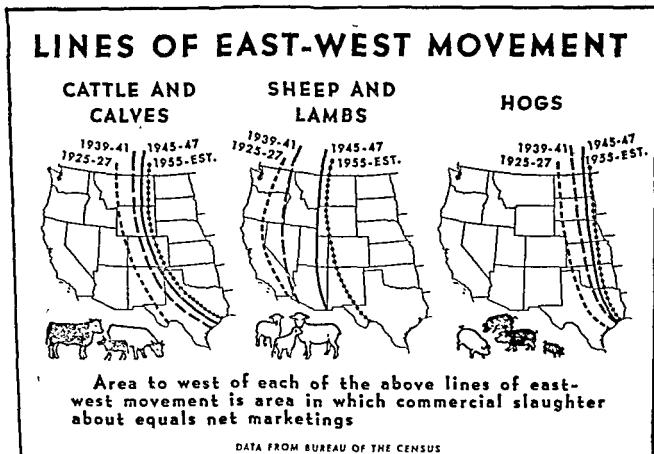 LINES OF EAST-WEST MOVEMENT
CATTLE AND
CALVES
1939-41
1945-47
1925-27
1955-EST.
SHEEP AND
LAMBS
1939-41
1945-47
1925-27
1955-EST.
HOGS
1939-41
1945-47
1925-27
1955-EST.
Area to west of each of the above lines of east-
west movement is area in which commercial slaughter
about equals net marketings
DATA FROM BUREAU OF THE CENSUS